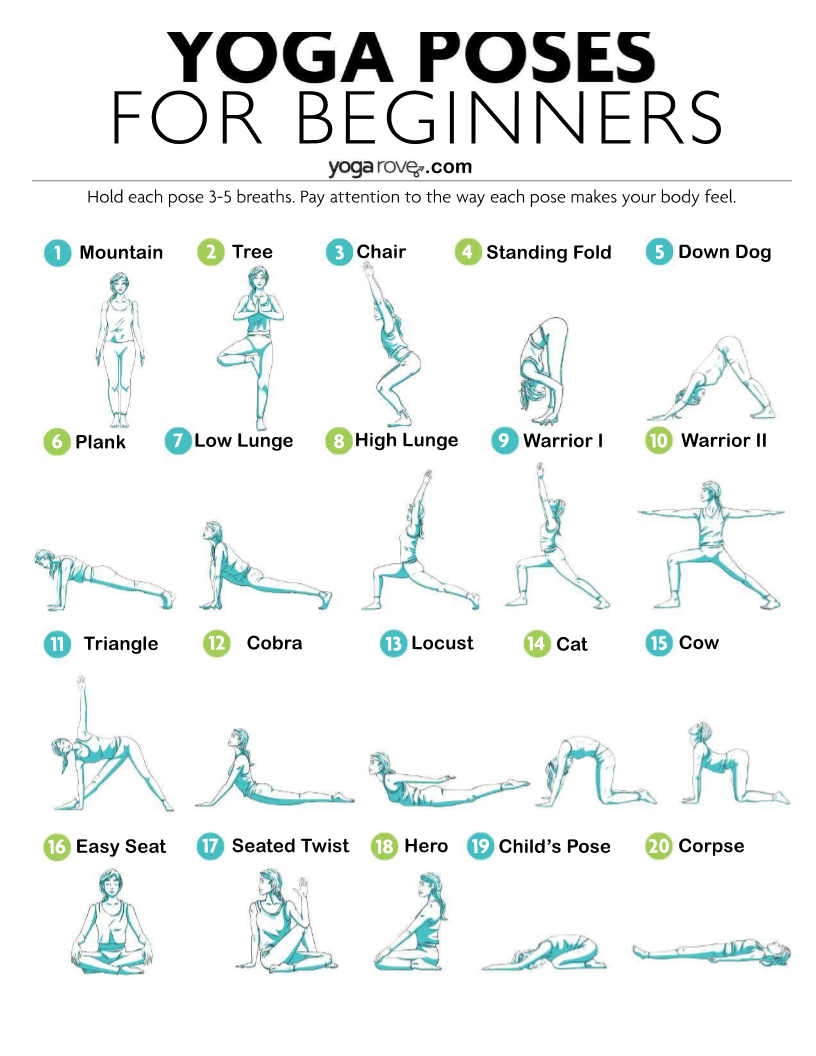 YOGA POSES
FOR BEGINNERS
yogarove.com
Hold each pose 3-5 breaths. Pay attention to the way each pose makes your body feel.
1 Mountain 2 Tree 3 Chair 4 Standing Fold 5 Down Dog
6 Plank 7 Low Lunge 8 High Lunge 9 Warrior I 10 Warrior II
11 Triangle 12 Cobra 13 Locust 14 Cat 15 Cow
16 Easy Seat 17 Seated Twist 18 Hero 19 Child's Pose 20 Corpse